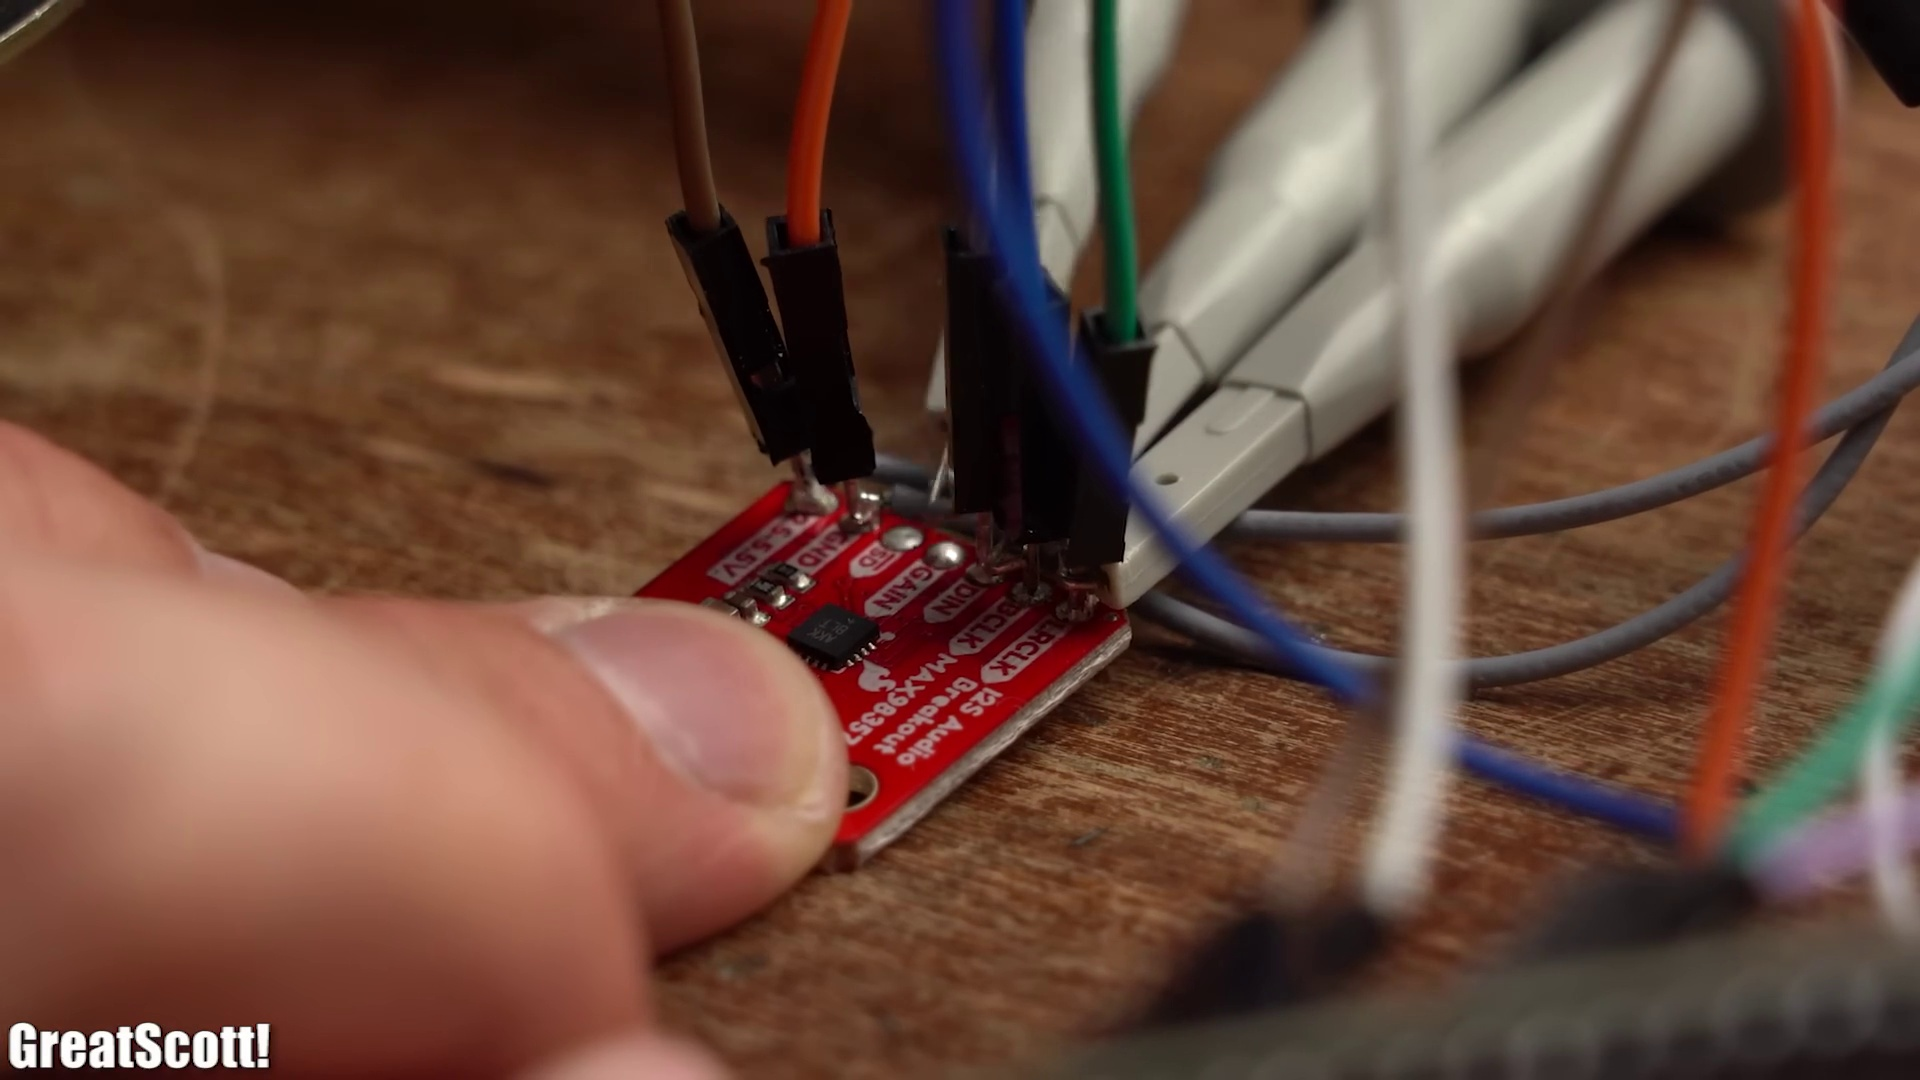 2.5-5.5V
GND
SD
GAIN
DIN
BCLK
LRCLK
MAX98357
I2S Audio
Breakout
GreatScott!